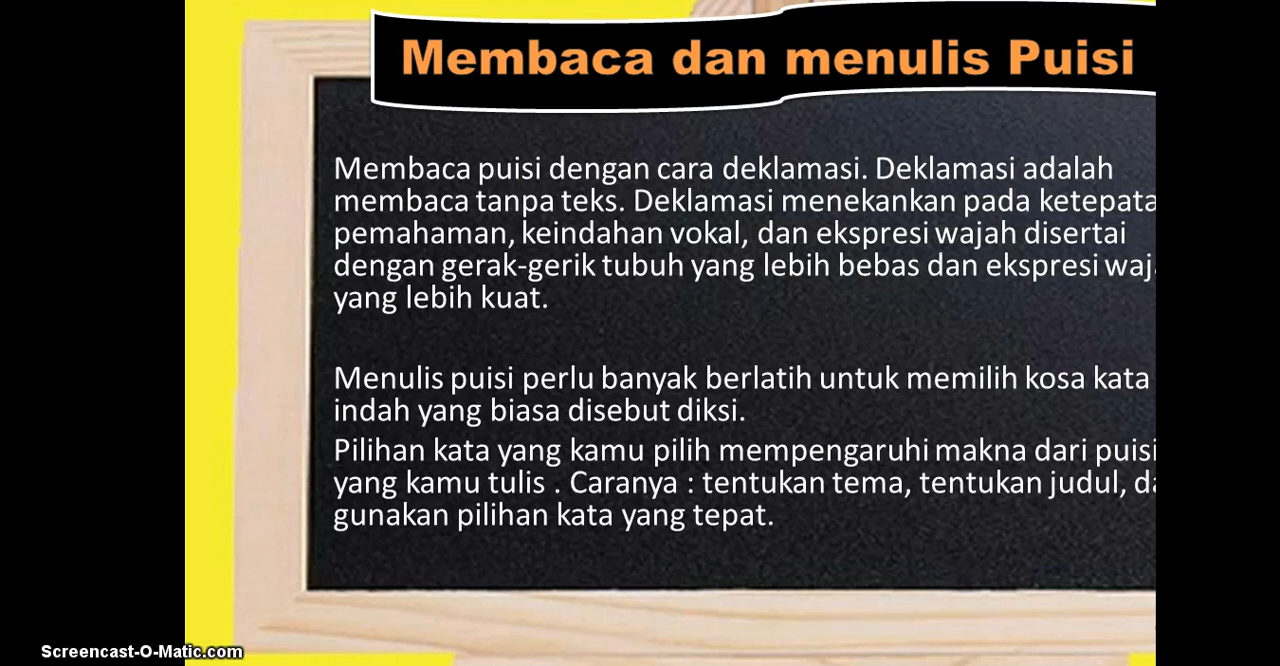 Membaca dan menulis Puisi
Membaca puisi dengan cara deklamasi. Deklamasi adalah
membaca tanpa teks. Deklamasi menekankan pada ketepata
pemahaman, keindahan vokal, dan ekspresi wajah disertai
dengan gerak-gerik tubuh yang lebih bebas dan ekspresi waj
yang lebih kuat.
Menulis puisi perlu banyak berlatih untuk memilih kosa kata
indah yang biasa disebut diksi.
Pilihan kata yang kamu pilih mempengaruhi makna dari puisi
yang kamu tulis . Caranya : tentukan tema, tentukan judul, da
gunakan pilihan kata yang tepat.
Screencast-O-Matic.com